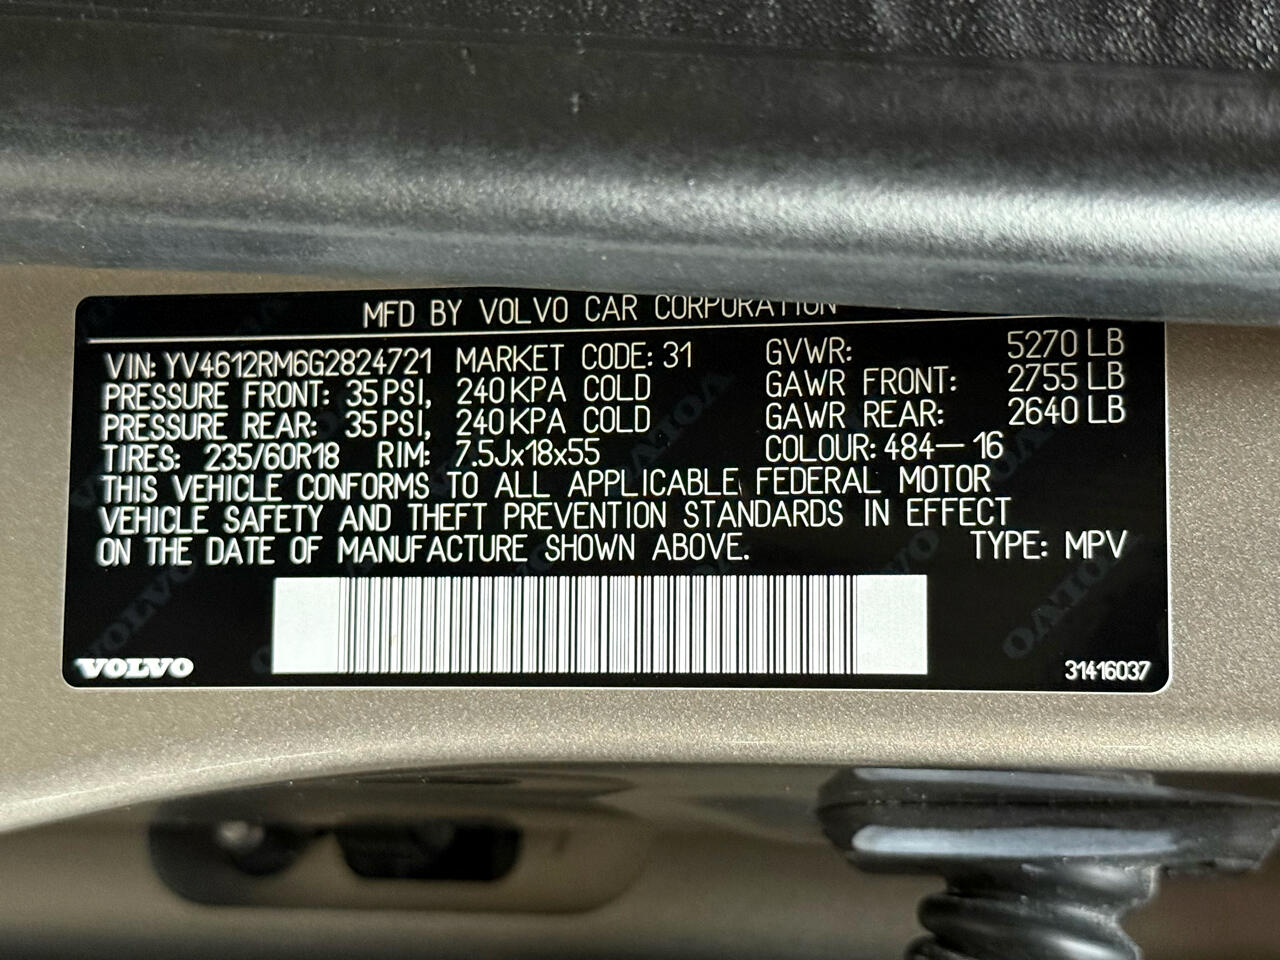 MFD BY VOLVO CAR CORPORATION
VIN: YV4612RM6G2824721 MARKET CODE: 31 GVWR: 5270 LB
PRESSURE FRONT: 35 PSI, 240 KPA COLD GAWR FRONT: 2755 LB
PRESSURE REAR: 35 PSI, 240 KPA COLD GAWR REAR: 2640 LB
TIRES: 235/60R18 RIM: 7.5Jx18x55 COLOUR: 484-16
THIS VEHICLE CONFORMS TO ALL APPLICABLE FEDERAL MOTOR
VEHICLE SAFETY AND THEFT PREVENTION STANDARDS IN EFFECT
ON THE DATE OF MANUFACTURE SHOWN ABOVE. TYPE: MPV
VOLVO 31416037